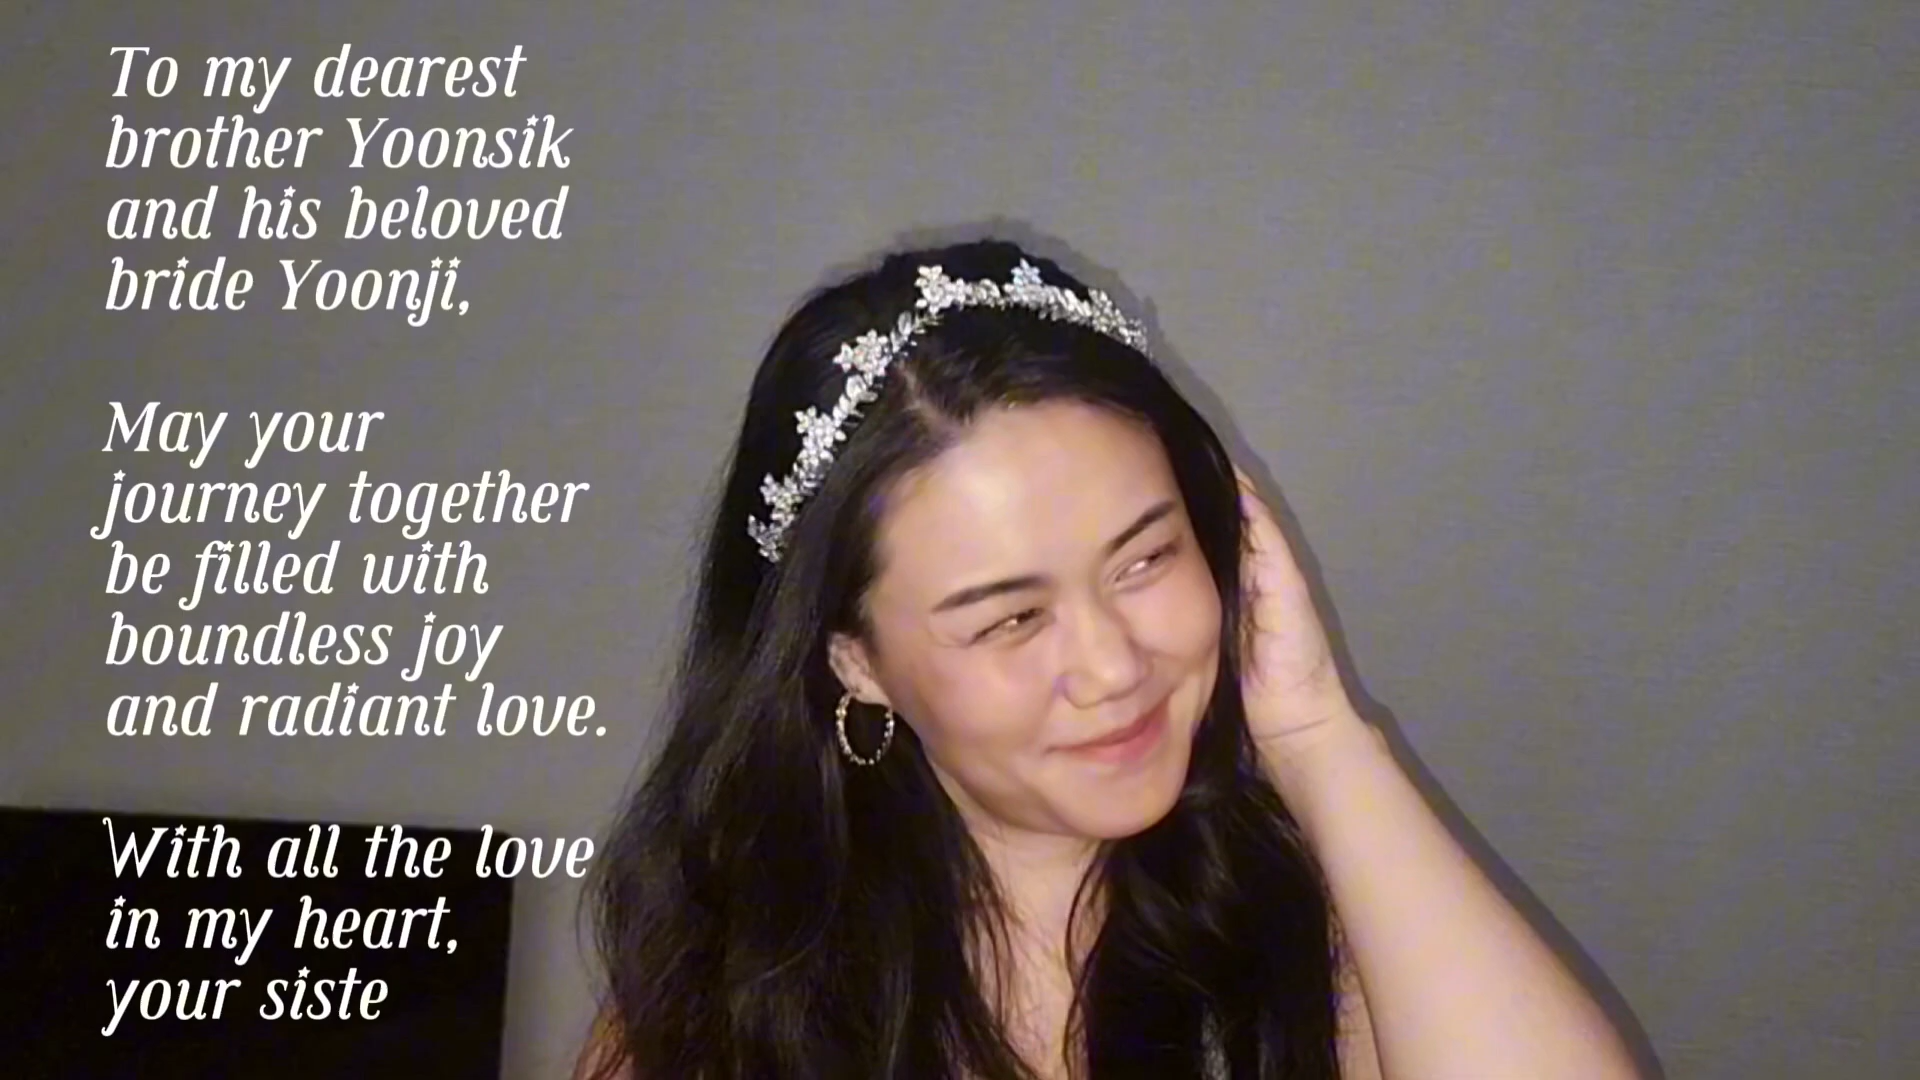 To my dearest
brother Yoonsik
and his beloved
bride Yoonji,
May your
journey together
be filled with
boundless joy
and radiant love.
With all the love
in my heart,
your siste